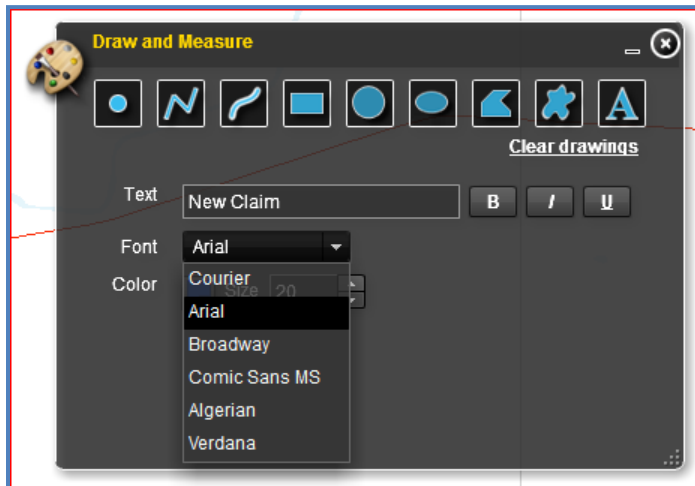 Draw and Measure
A
Clear drawings
Text New Claim B I U
Font Arial
Courier
Color Size 20
Arial
Broadway
Comic Sans MS
Algerian
Verdana